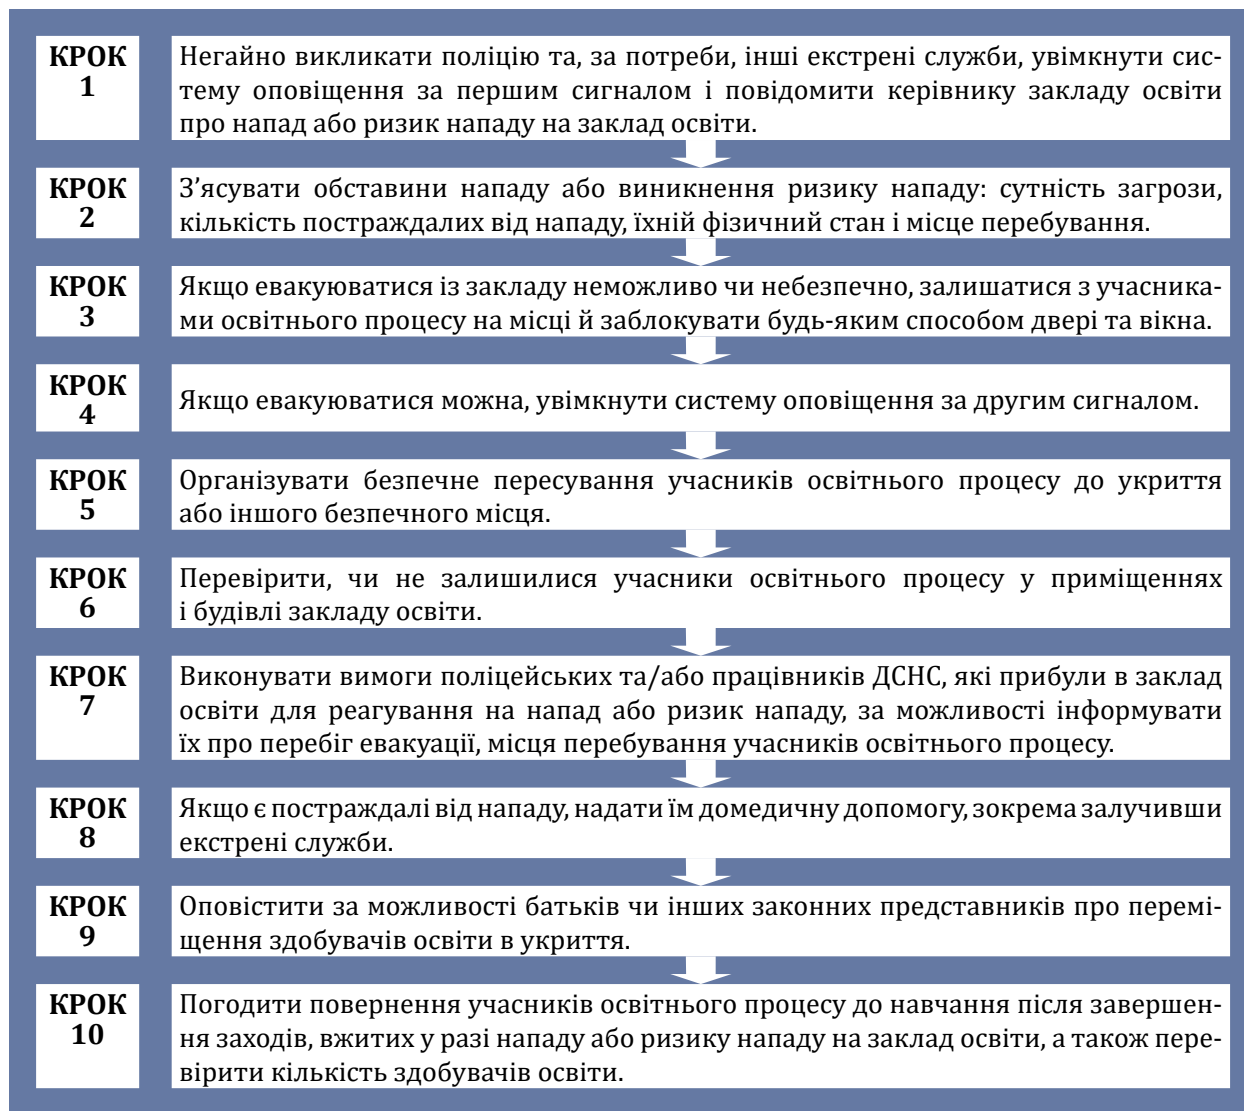 КРОК
1
Негайно викликати поліцію та, за потреби, інші екстрені служби, увімкнути сис-
тему оповіщення за першим сигналом і повідомити керівнику закладу освіти
про напад або ризик нападу на заклад освіти.
КРОК
2
З’ясувати обставини нападу або виникнення ризику нападу: сутність загрози,
кількість постраждалих від нападу, їхній фізичний стан і місце перебування.
КРОК
3
Якщо евакуюватися із закладу неможливо чи небезпечно, залишатися з учасника-
ми освітнього процесу на місці й заблокувати будь-яким способом двері та вікна.
КРОК
4
Якщо евакуюватися можна, увімкнути систему оповіщення за другим сигналом.
КРОК
5
Організувати безпечне пересування учасників освітнього процесу до укриття
або іншого безпечного місця.
КРОК
6
Перевірити, чи не залишилися учасники освітнього процесу у приміщеннях
і будівлі закладу освіти.
КРОК
7
Виконувати вимоги поліцейських та/або працівників ДСНС, які прибули в заклад
освіти для реагування на напад або ризик нападу, за можливості інформувати
їх про перебіг евакуації, місця перебування учасників освітнього процесу.
КРОК
8
Якщо є постраждалі від нападу, надати їм домедичну допомогу, зокрема залучивши
екстрені служби.
КРОК
9
Оповістити за можливості батьків чи інших законних представників про перемі-
щення здобувачів освіти в укриття.
КРОК
10
Погодити повернення учасників освітнього процесу до навчання після завершен-
ня заходів, вжитих у разі нападу або ризику нападу на заклад освіти, а також пере-
вірити кількість здобувачів освіти.